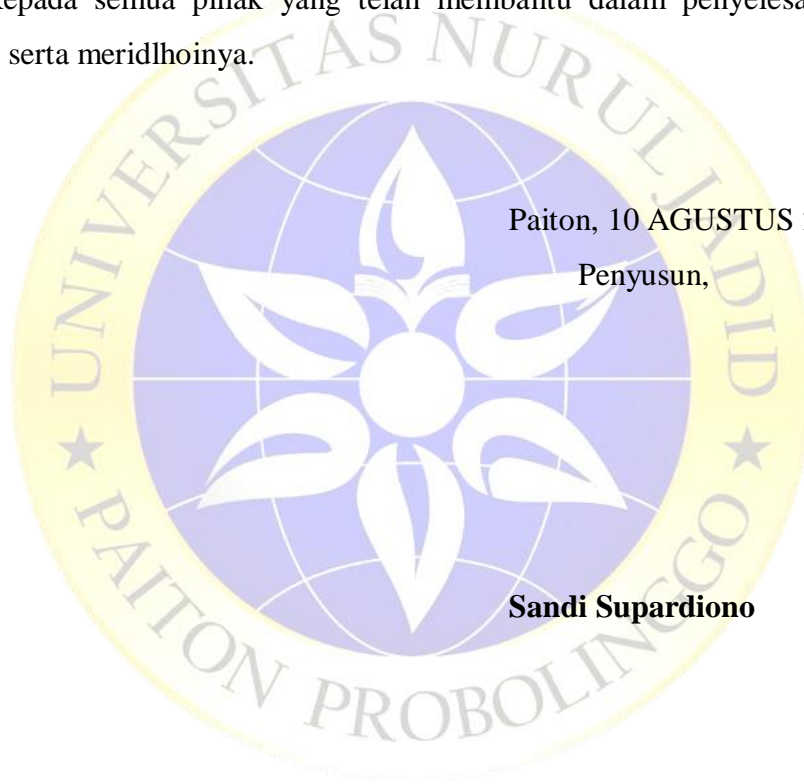 kepada semua pihak yang telah membantu dalam
serta meridlhoinya.
UNIVERSITAS NURUL JADID
Paiton, 10 AGUSTUS
Penyusun,
Sandi Supardiono
PAITON PROBOLINGGO